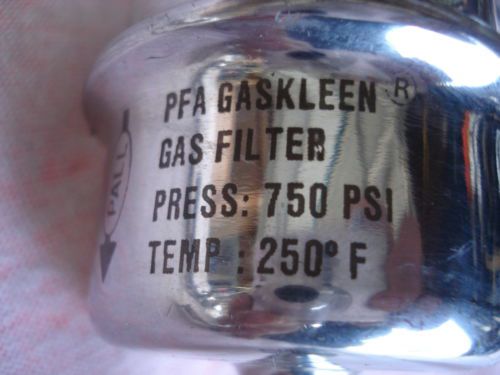 PFA GASKLEEN®
GAS FILTER
PRESS: 750 PSI
TEMP : 250° F
PALL